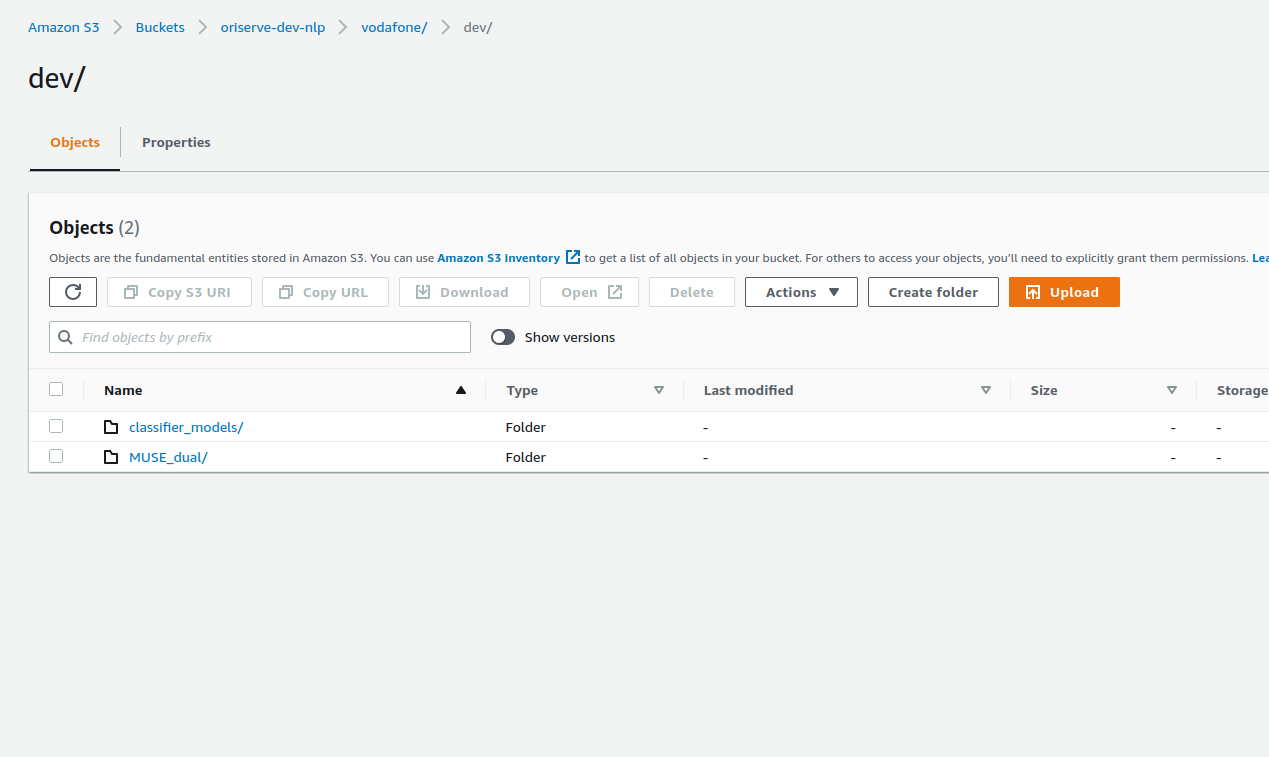 Amazon S3 Buckets oriserve-dev-nlp vodafone/ dev/
dev/
Objects Properties
Objects (2)
Objects are the fundamental entities stored in Amazon S3. You can use Amazon S3 inventory to get a list of all objects in your bucket. For others to access your objects, you'll need to explicitly grant them permissions. Lea
Copy S3 URI Copy URL Download Open Delete Actions Create folder Upload
Find objects by prefix Show versions
Name Type Last modified Size Storage
classifier_models/ Folder - - -
MUSE_dual/ Folder - - -